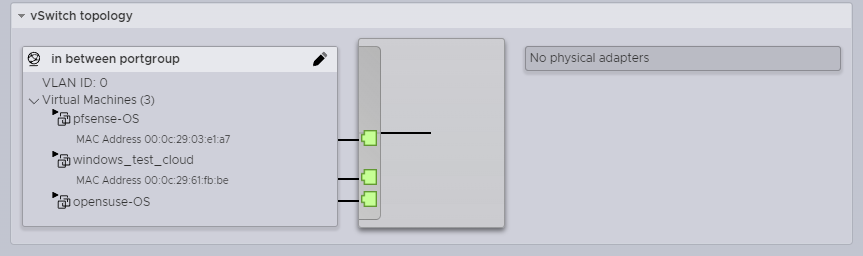 vSwitch topology
in between portgroup
No physical adapters
VLAN ID: 0
Virtual Machines (3)
pfsense-OS
MAC Address 00:0c:29:03:e1:a7
windows_test_cloud
MAC Address 00:0c:29:61:fb:be
opensuse-OS